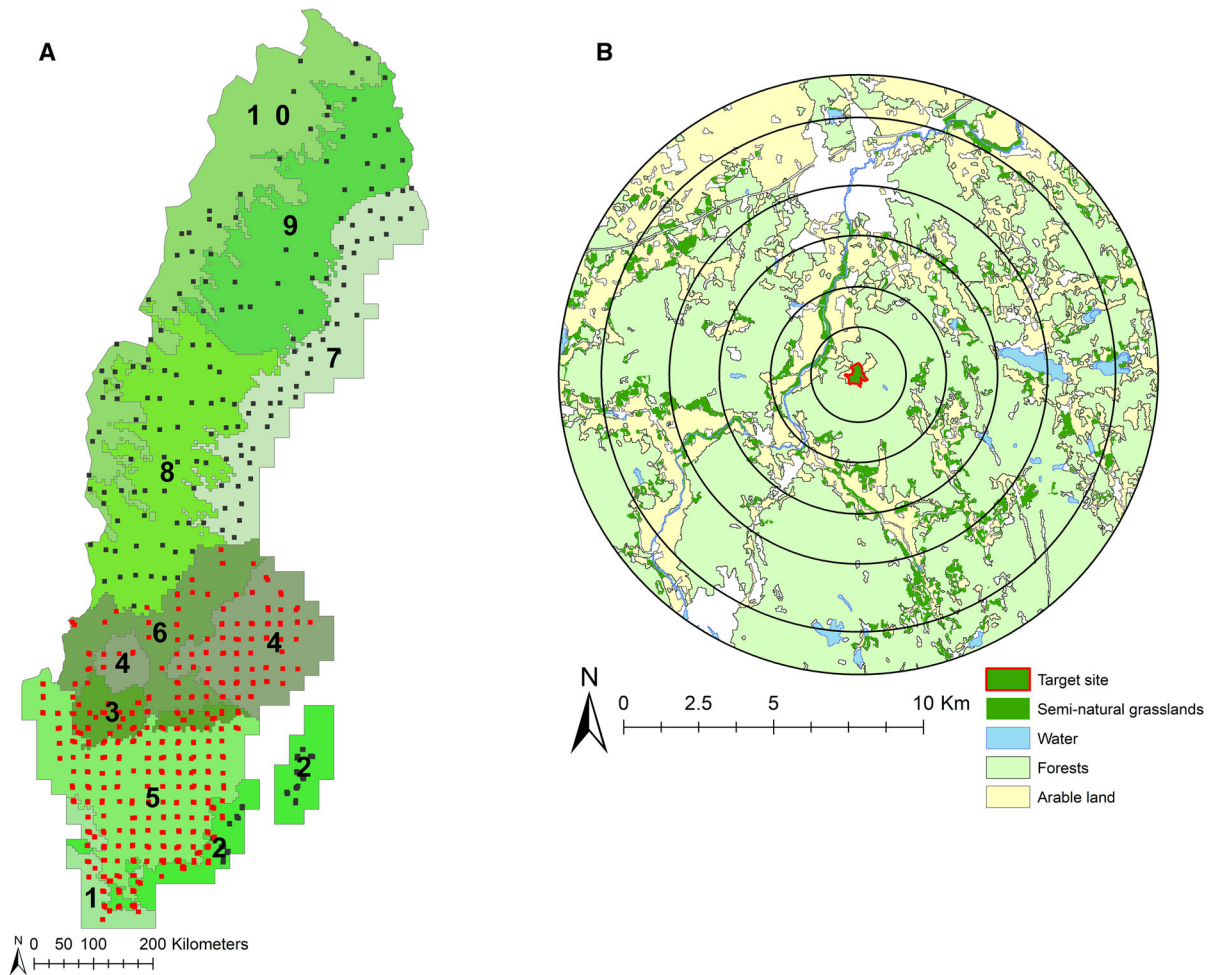 A
1 0
9
7
8
6
4
4
3
2
5
2
1
N
0 50 100 200 Kilometers
B
N
0 2.5 5 10 Km
Target site
Semi-natural grasslands
Water
Forests
Arable land